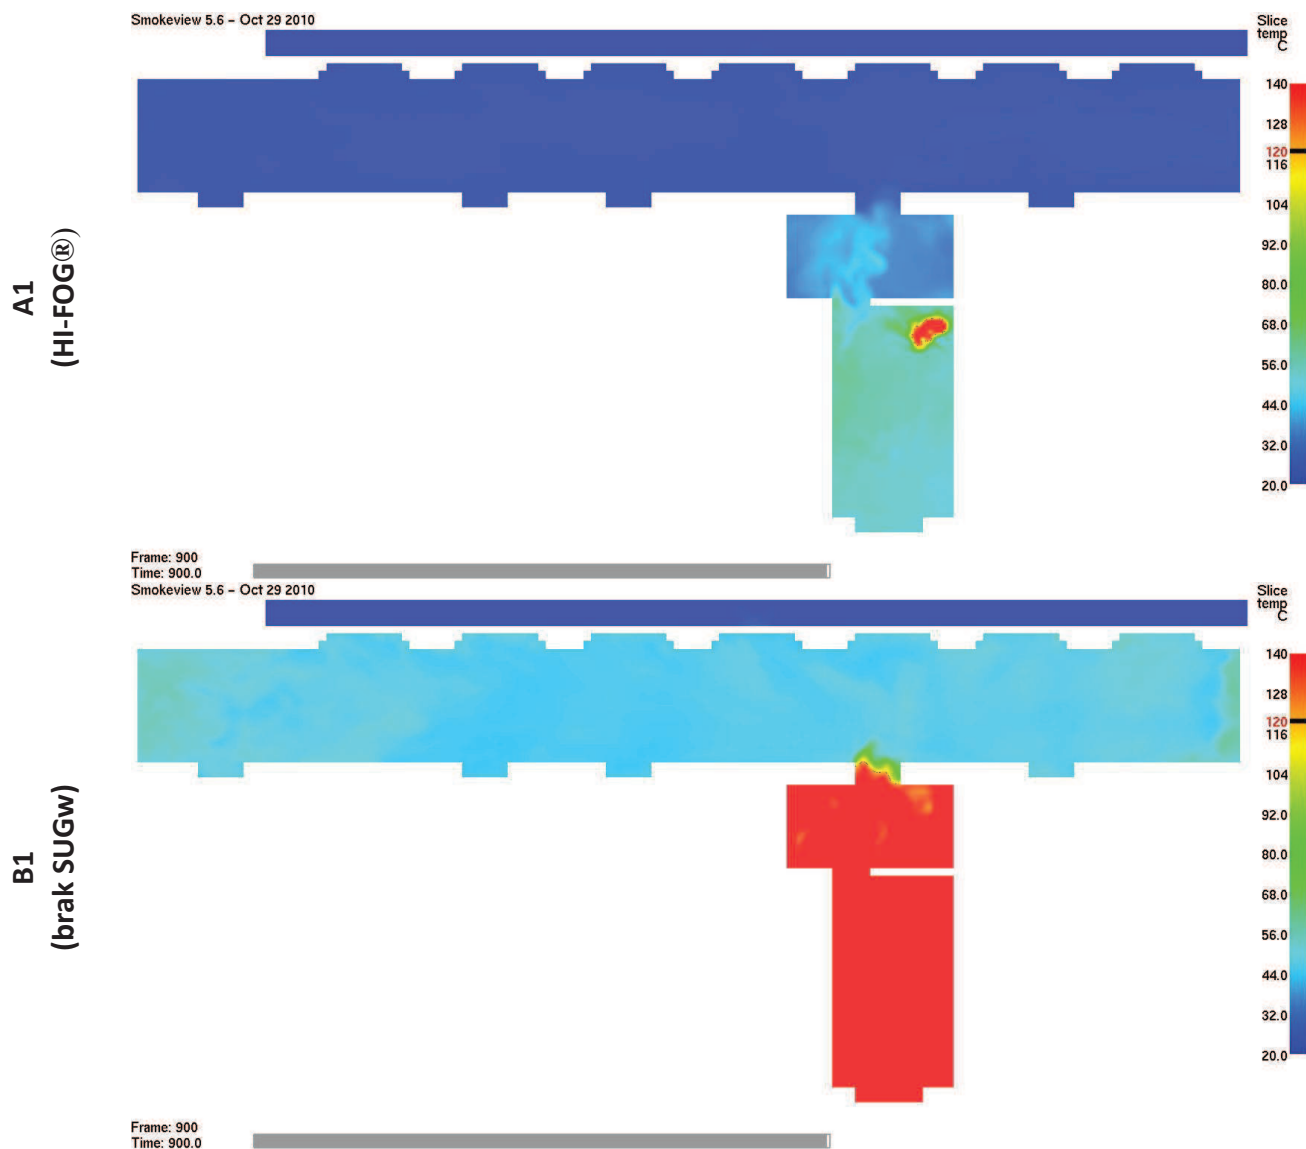 Smokeview 5.6 – Oct 29 2010
Slice
temp
C
140
128
120
116
104
92.0
80.0
68.0
56.0
44.0
32.0
20.0
A1
(HI-FOG®)
Frame: 900
Time: 900.0
Smokeview 5.6 – Oct 29 2010
Slice
temp
C
140
128
120
116
104
92.0
80.0
68.0
56.0
44.0
32.0
20.0
B1
(brak SUGw)
Frame: 900
Time: 900.0